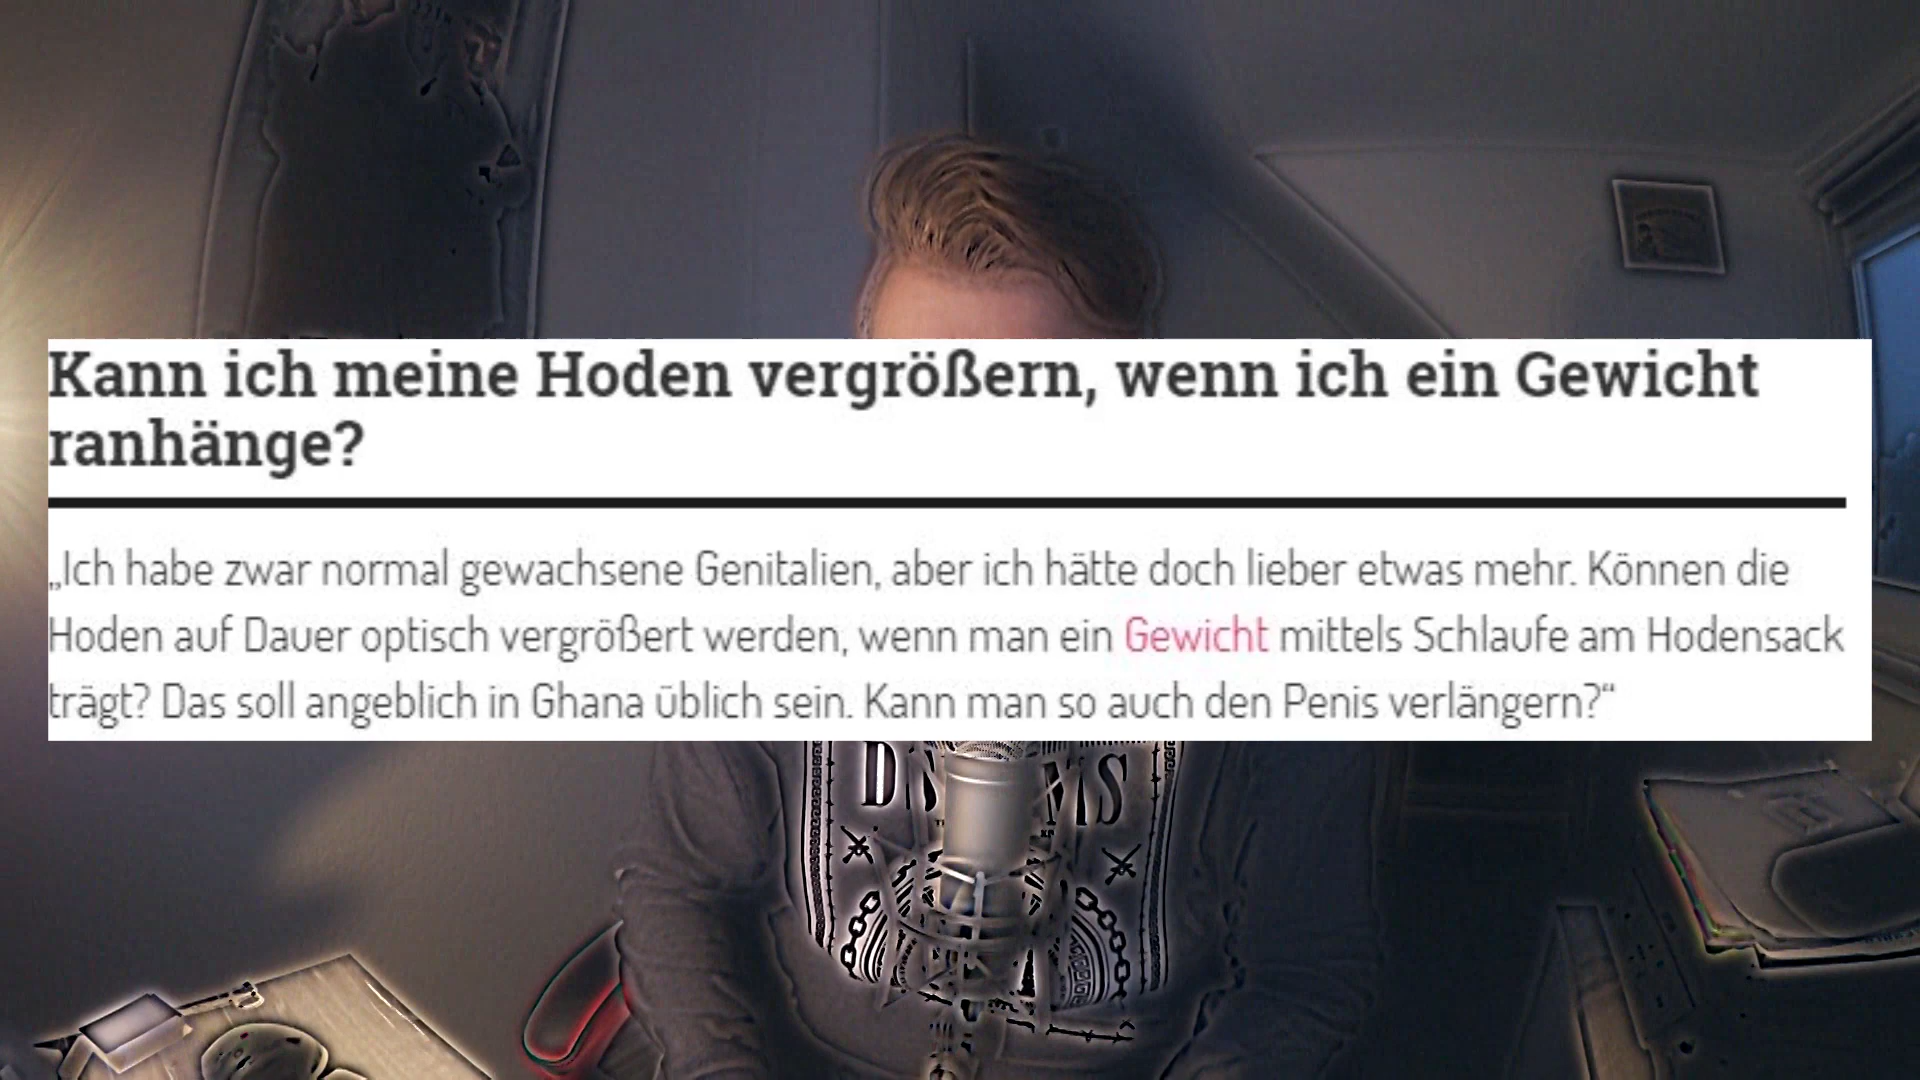 Kann ich meine Hoden vergrößern, wenn ich ein Gewicht
ranhänge?
„Ich habe zwar normal gewachsene Genitalien, aber ich hätte doch lieber etwas mehr. Können die
Hoden auf Dauer optisch vergrößert werden, wenn man ein Gewicht mittels Schlaufe am Hodensack
trägt? Das soll angeblich in Ghana üblich sein. Kann man so auch den Penis verlängern?“